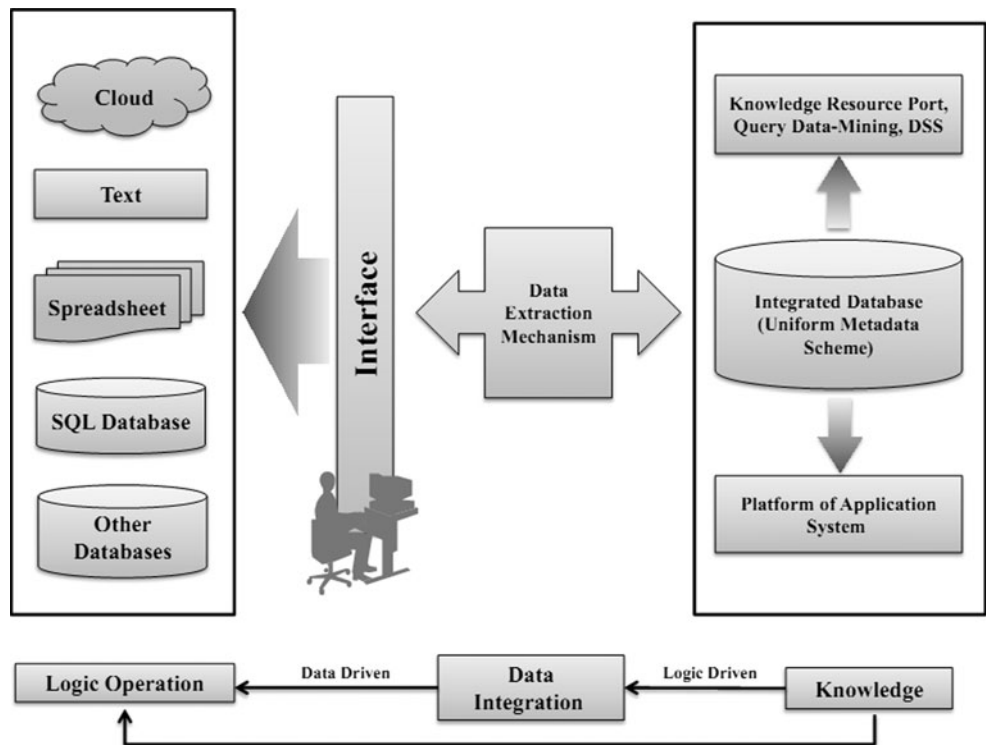 Cloud
Text
Spreadsheet
SQL Database
Other
Databases
Interface
Data
Extraction
Mechanism
Knowledge Resource Port,
Query Data-Mining, DSS
Integrated Database
(Uniform Metadata
Scheme)
Platform of Application
System
Logic Operation
Data Driven
Data
Integration
Logic Driven
Knowledge